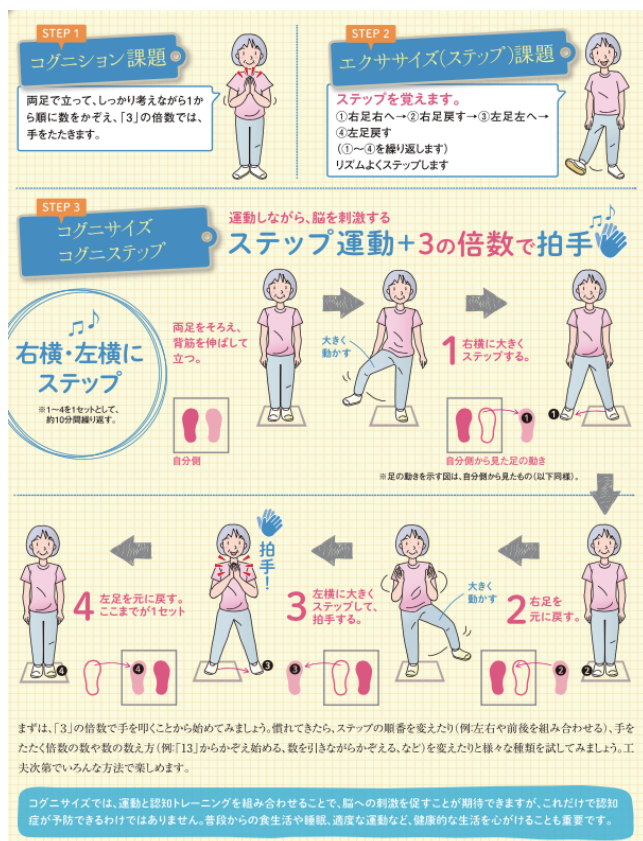 STEP 1
コグニション課題
両足で立って、しっかり考えながら1か
ら順に数をかぞえ、「3」の倍数では、
手をたたきます。
STEP 2
エクササイズ(ステップ)課題
ステップを覚えます。
①右足右へ→②右足戻す→③左足左へ→
④左足戻す
(①〜④を繰り返します)
リズムよくステップします
STEP 3
コグニサイズ
コグニステップ
運動しながら、脳を刺激する
ステップ運動+3の倍数で拍手
右横・左横に
ステップ
※1〜4を1セットとして、
約10分間繰り返す。
両足をそろえ、
背筋を伸ばして
立つ。
自分側
大きく
動かす
1 右横に大きく
ステップする。
1
1
自分側から見た足の動き
※足の動きを示す図は、自分側から見たもの(以下同様)。
2 右足を
元に戻す。
2
2
大きく
動かす
3 左横に大きく
ステップして、
拍手する。
3
3
拍手!
4 左足を元に戻す。
ここまでが1セット
4
4
まずは、「3」の倍数で手を叩くことから始めてみましょう。慣れてきたら、ステップの順番を変えたり(例:左右や前後を組み合わせる)、手を
たたく倍数の数や数の数え方(例:「13」からかぞえ始める、数を引きながらかぞえる、など)を変えたりと様々な種類を試してみましょう。工
夫次第でいろんな方法で楽しめます。
コグニサイズでは、運動と認知トレーニングを組み合わせることで、脳への刺激を促すことが期待できますが、これだけで認知
症が予防できるわけではありません。普段からの食生活や睡眠、適度な運動など、健康的な生活を心がけることも重要です。